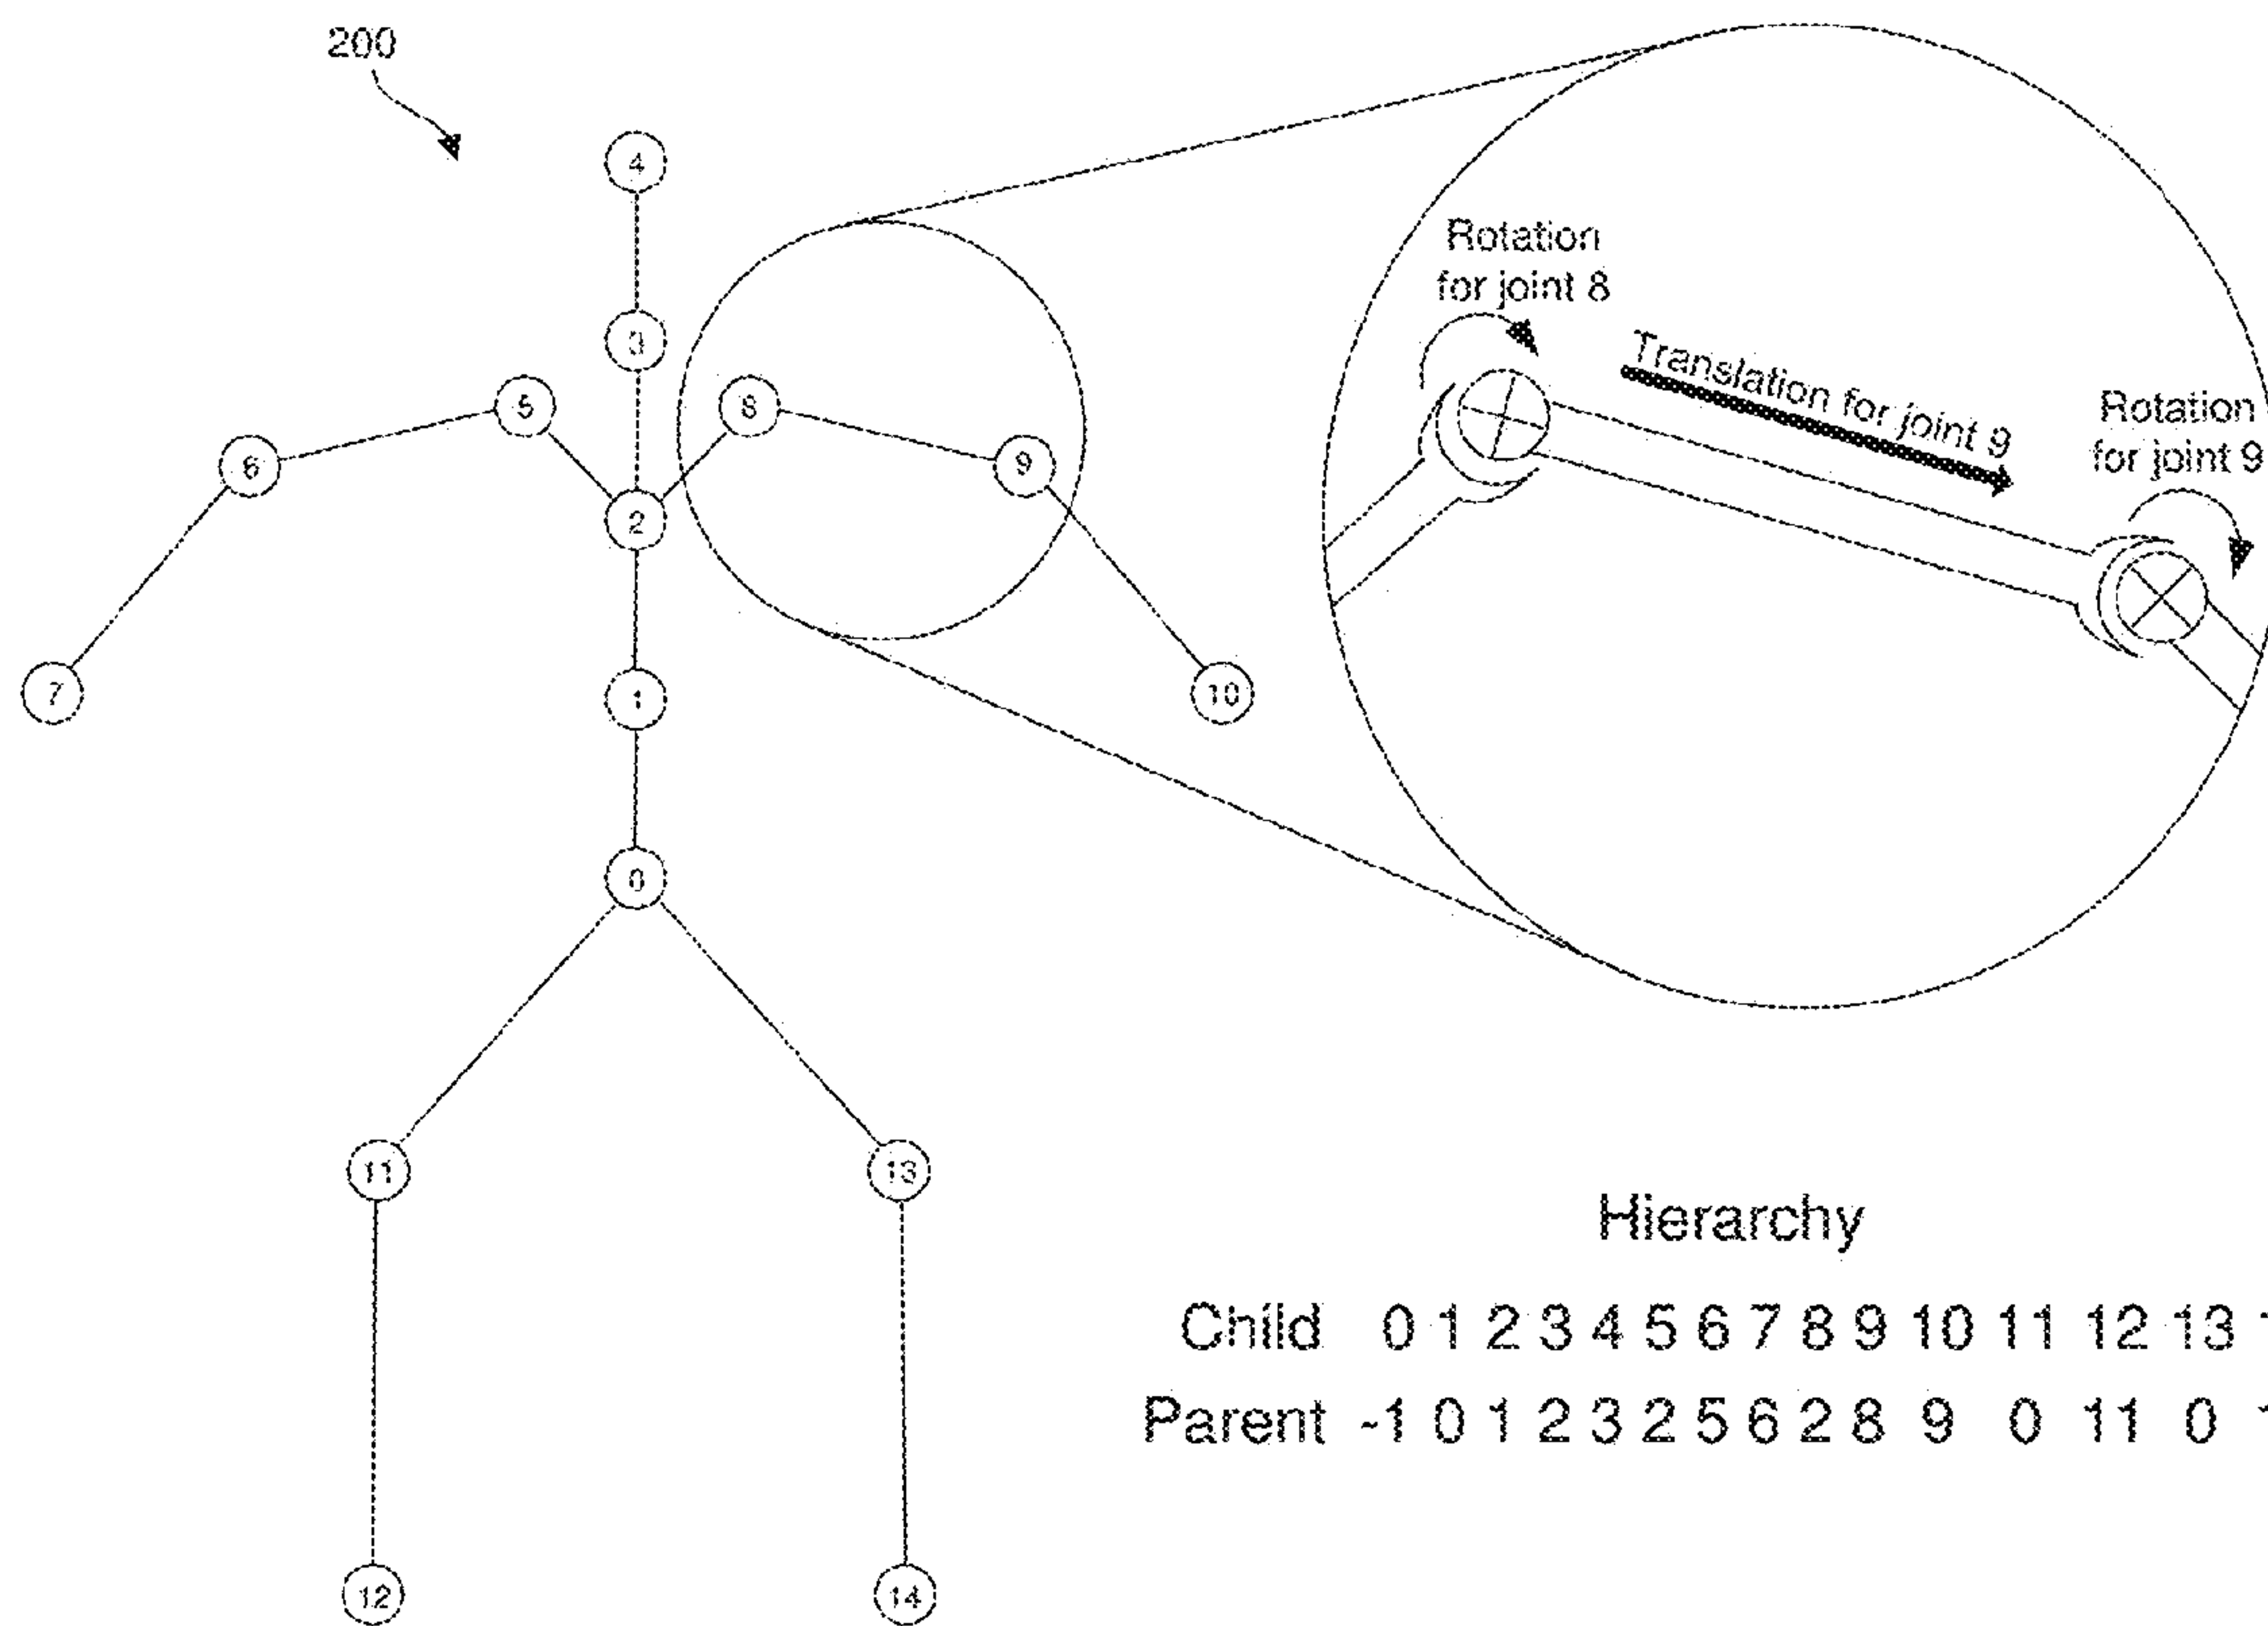 200
4
3
5
8
6
9
2
7
1
10
0
11
13
12
14
Rotation
for joint 8
Translation for joint 9
Rotation
for joint 9
Hierarchy
Child 0 1 2 3 4 5 6 7 8 9 10 11 12 13
Parent -1 0 1 2 3 2 5 6 2 8 9 0 11 0